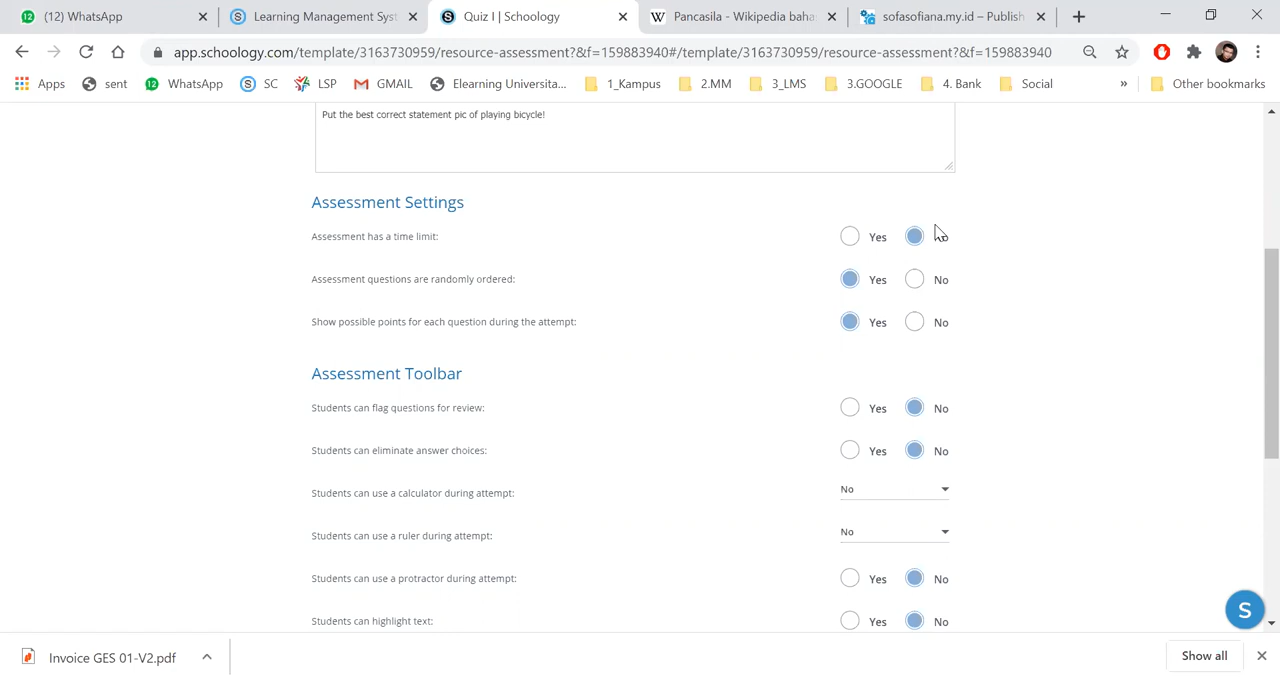 (12) WhatsApp
Learning Management Syst
Quiz I | Schoology
Pancasila - Wikipedia baha
sofasofiana.my.id – Publish
app.schoology.com/template/3163730959/resource-assessment?&f=159883940#/template/3163730959/resource-assessment?&f=159883940
Apps
sent
WhatsApp
SC
LSP
GMAIL
Elearning Universita...
1_Kampus
2.MM
3_LMS
3.GOOGLE
4. Bank
Social
»
Other bookmarks
Put the best correct statement pic of playing bicycle!
Assessment Settings
Assessment has a time limit:
Yes
Assessment questions are randomly ordered:
Yes
No
Show possible points for each question during the attempt:
Yes
No
Assessment Toolbar
Students can flag questions for review:
Yes
No
Students can eliminate answer choices:
Yes
No
Students can use a calculator during attempt:
No
Students can use a ruler during attempt:
No
Students can use a protractor during attempt:
Yes
No
Students can highlight text:
Yes
No
S
Invoice GES 01-V2.pdf
Show all